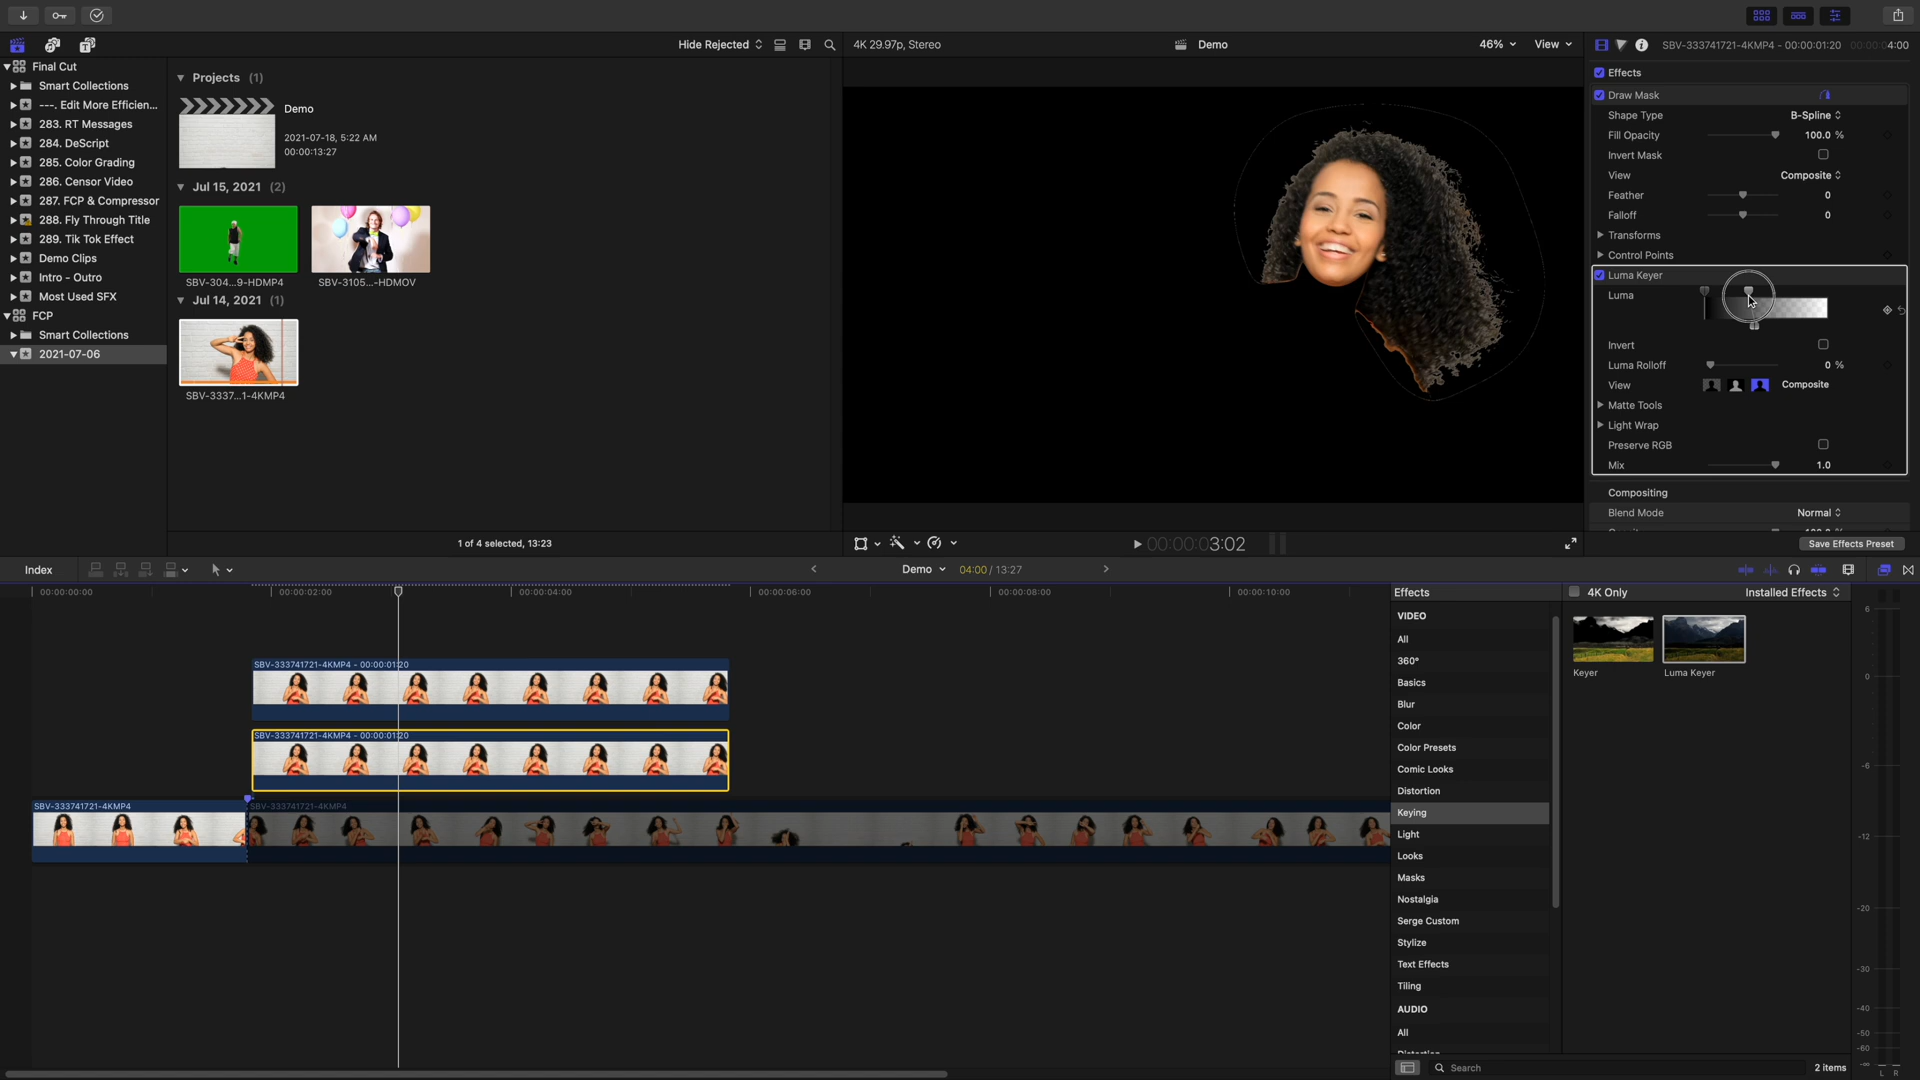 Hide Rejected
4K 29.97p, Stereo
Demo
46%
View
SBV-333741721-4KMP4 - 00:00:01:20
00:00:04:00
Final Cut
Smart Collections
---. Edit More Efficien...
283. RT Messages
284. DeScript
285. Color Grading
286. Censor Video
287. FCP & Compressor
288. Fly Through Title
289. Tik Tok Effect
Demo Clips
Intro - Outro
Most Used SFX
FCP
Smart Collections
2021-07-06
Projects (1)
Demo
2021-07-18, 5:22 AM
00:00:13:27
Jul 15, 2021 (2)
SBV-304...9-HDMP4
SBV-3105...-HDMOV
Jul 14, 2021 (1)
SBV-3337...1-4KMP4
1 of 4 selected, 13:23
Effects
Draw Mask
Shape Type
B-Spline
Fill Opacity
100.0 %
Invert Mask
View
Composite
Feather
0
Falloff
0
Transforms
Control Points
Luma Keyer
Luma
Invert
Luma Rolloff
0 %
View
Composite
Matte Tools
Light Wrap
Preserve RGB
Mix
1.0
Compositing
Blend Mode
Normal
Save Effects Preset
00:00:03:02
Index
Demo
04:00 / 13:27
00:00:00:00
00:00:02:00
00:00:04:00
00:00:06:00
00:00:08:00
00:00:10:00
SBV-333741721-4KMP4 - 00:00:01:20
SBV-333741721-4KMP4 - 00:00:01:20
SBV-333741721-4KMP4
SBV-333741721-4KMP4
Effects
4K Only
Installed Effects
VIDEO
All
360°
Basics
Blur
Color
Color Presets
Comic Looks
Distortion
Keying
Light
Looks
Masks
Nostalgia
Serge Custom
Stylize
Text Effects
Tiling
AUDIO
All
Keyer
Luma Keyer
Search
2 items
6
0
-6
-12
-20
-30
-40
-50
-60
-∞
L R